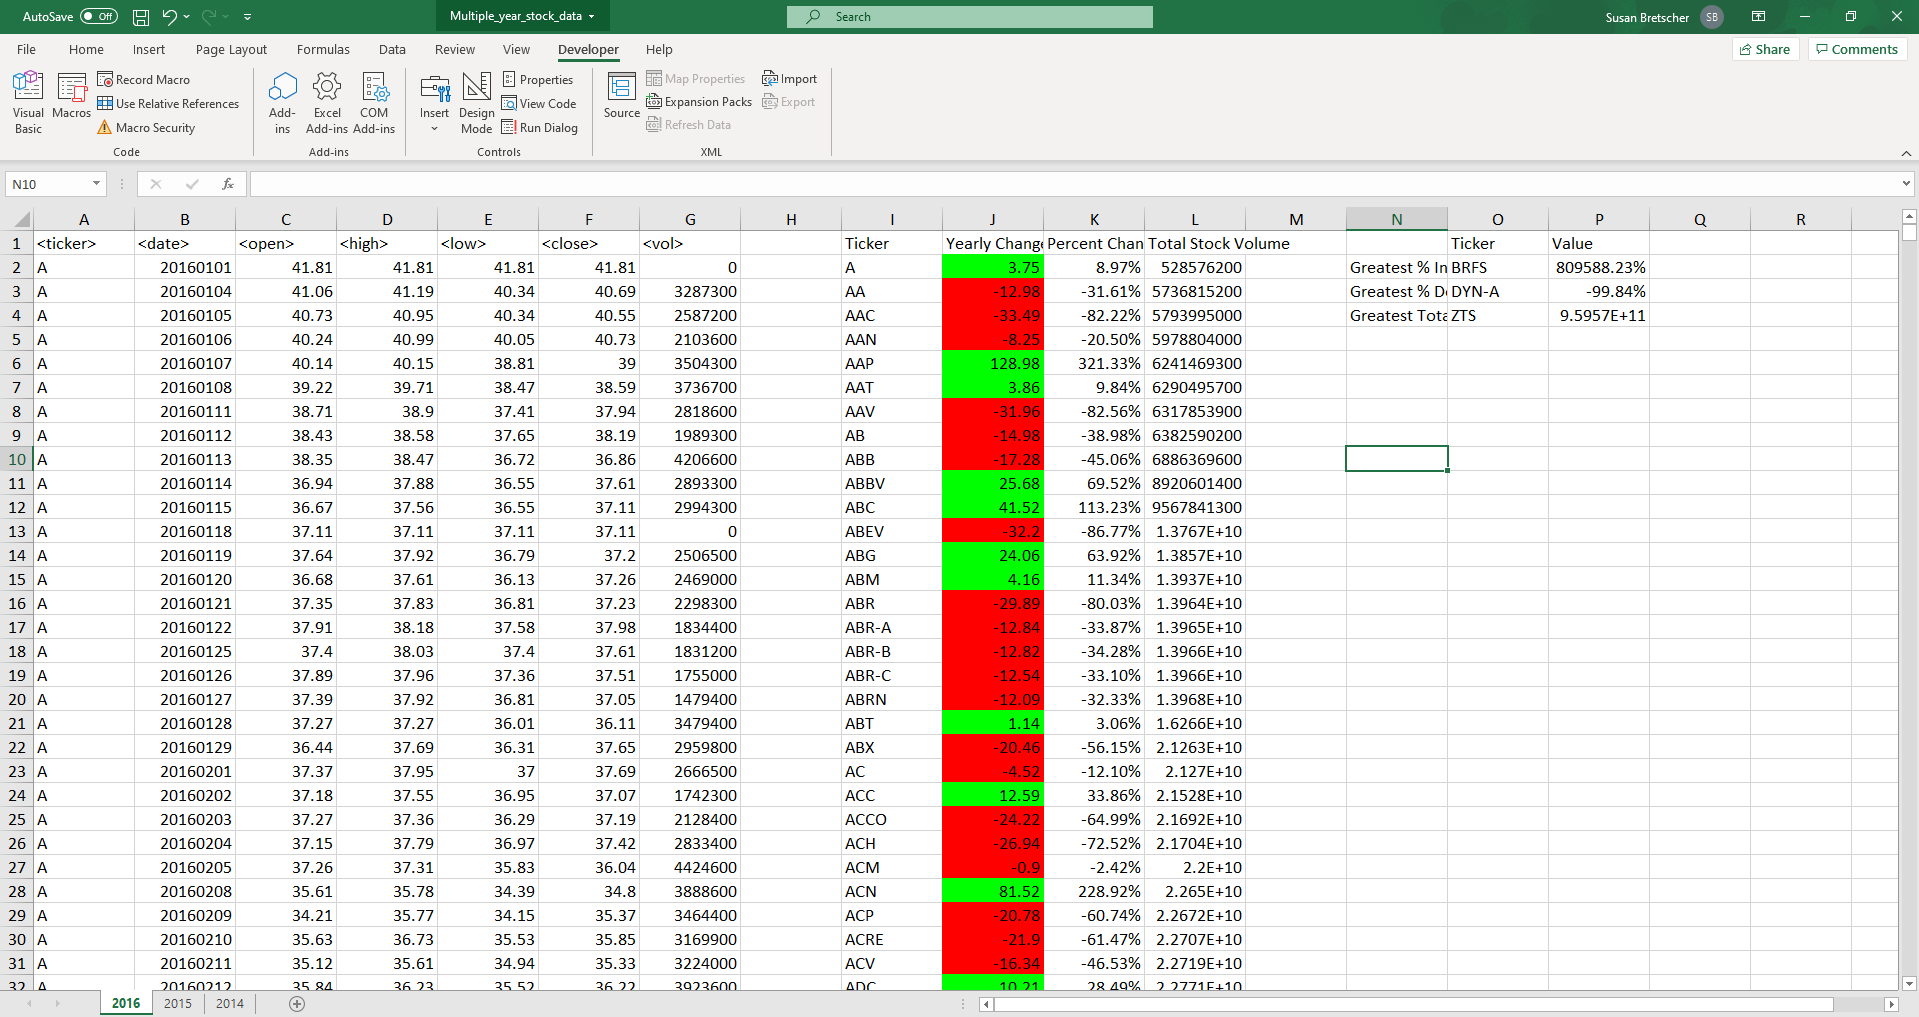 AutoSave Off Multiple_year_stock_data Search Susan Bretscher SB
File Home Insert Page Layout Formulas Data Review View Developer Help Share Comments
Visual Basic
Macros
Record Macro
Use Relative References
Macro Security
Code
Add-ins
Excel Add-ins
COM Add-ins
Add-ins
Insert
Design Mode
Properties
View Code
Run Dialog
Controls
Source
Map Properties
Expansion Packs
Refresh Data
Import
Export
XML
N10 fx
A B C D E F G H I J K L M N O P Q R
1 <ticker> <date> <open> <high> <low> <close> <vol> Ticker Yearly Change Percent Chan Total Stock Volume Ticker Value
2 A 20160101 41.81 41.81 41.81 41.81 0 A 3.75 8.97% 528576200 Greatest % In BRFS 809588.23%
3 A 20160104 41.06 41.19 40.34 40.69 3287300 AA -12.98 -31.61% 5736815200 Greatest % De DYN-A -99.84%
4 A 20160105 40.73 40.95 40.34 40.55 2587200 AAC -33.49 -82.22% 5793995000 Greatest Tota ZTS 9.5957E+11
5 A 20160106 40.24 40.99 40.05 40.73 2103600 AAN -8.25 -20.50% 5978804000
6 A 20160107 40.14 40.15 38.81 39 3504300 AAP 128.98 321.33% 6241469300
7 A 20160108 39.22 39.71 38.47 38.59 3736700 AAT 3.86 9.84% 6290495700
8 A 20160111 38.71 38.9 37.41 37.94 2818600 AAV -31.96 -82.56% 6317853900
9 A 20160112 38.43 38.58 37.65 38.19 1989300 AB -14.98 -38.98% 6382590200
10 A 20160113 38.35 38.47 36.72 36.86 4206600 ABB -17.28 -45.06% 6886369600
11 A 20160114 36.94 37.88 36.55 37.61 2893300 ABBV 25.68 69.52% 8920601400
12 A 20160115 36.67 37.56 36.55 37.11 2994300 ABC 41.52 113.23% 9567841300
13 A 20160118 37.11 37.11 37.11 37.11 0 ABEV -32.2 -86.77% 1.3767E+10
14 A 20160119 37.64 37.92 36.79 37.2 2506500 ABG 24.06 63.92% 1.3857E+10
15 A 20160120 36.68 37.61 36.13 37.26 2469000 ABM 4.16 11.34% 1.3937E+10
16 A 20160121 37.35 37.83 36.81 37.23 2298300 ABR -29.89 -80.03% 1.3964E+10
17 A 20160122 37.91 38.18 37.58 37.98 1834400 ABR-A -12.84 -33.87% 1.3965E+10
18 A 20160125 37.4 38.03 37.4 37.61 1831200 ABR-B -12.82 -34.28% 1.3966E+10
19 A 20160126 37.89 37.96 37.36 37.51 1755000 ABR-C -12.54 -33.10% 1.3966E+10
20 A 20160127 37.39 37.92 36.81 37.05 1479400 ABRN -12.09 -32.33% 1.3968E+10
21 A 20160128 37.27 37.27 36.01 36.11 3479400 ABT 1.14 3.06% 1.6266E+10
22 A 20160129 36.44 37.69 36.31 37.65 2959800 ABX -20.46 -56.15% 2.1263E+10
23 A 20160201 37.37 37.95 37 37.69 2666500 AC -4.52 -12.10% 2.127E+10
24 A 20160202 37.18 37.55 36.95 37.07 1742300 ACC 12.59 33.86% 2.1528E+10
25 A 20160203 37.27 37.36 36.29 37.19 2128400 ACCO -24.22 -64.99% 2.1692E+10
26 A 20160204 37.15 37.79 36.97 37.42 2833400 ACH -26.94 -72.52% 2.1704E+10
27 A 20160205 37.26 37.31 35.83 36.04 4424600 ACM -0.9 -2.42% 2.2E+10
28 A 20160208 35.61 35.78 34.39 34.8 3888600 ACN 81.52 228.92% 2.265E+10
29 A 20160209 34.21 35.77 34.15 35.37 3464400 ACP -20.78 -60.74% 2.2672E+10
30 A 20160210 35.63 36.73 35.53 35.85 3169900 ACRE -21.9 -61.47% 2.2707E+10
31 A 20160211 35.12 35.61 34.94 35.33 3224000 ACV -16.34 -46.53% 2.2719E+10
32 A 20160212 35.84 36.23 35.52 36.22 3923600 ADC 10.21 28.49% 2.2771E+10
2016 2015 2014